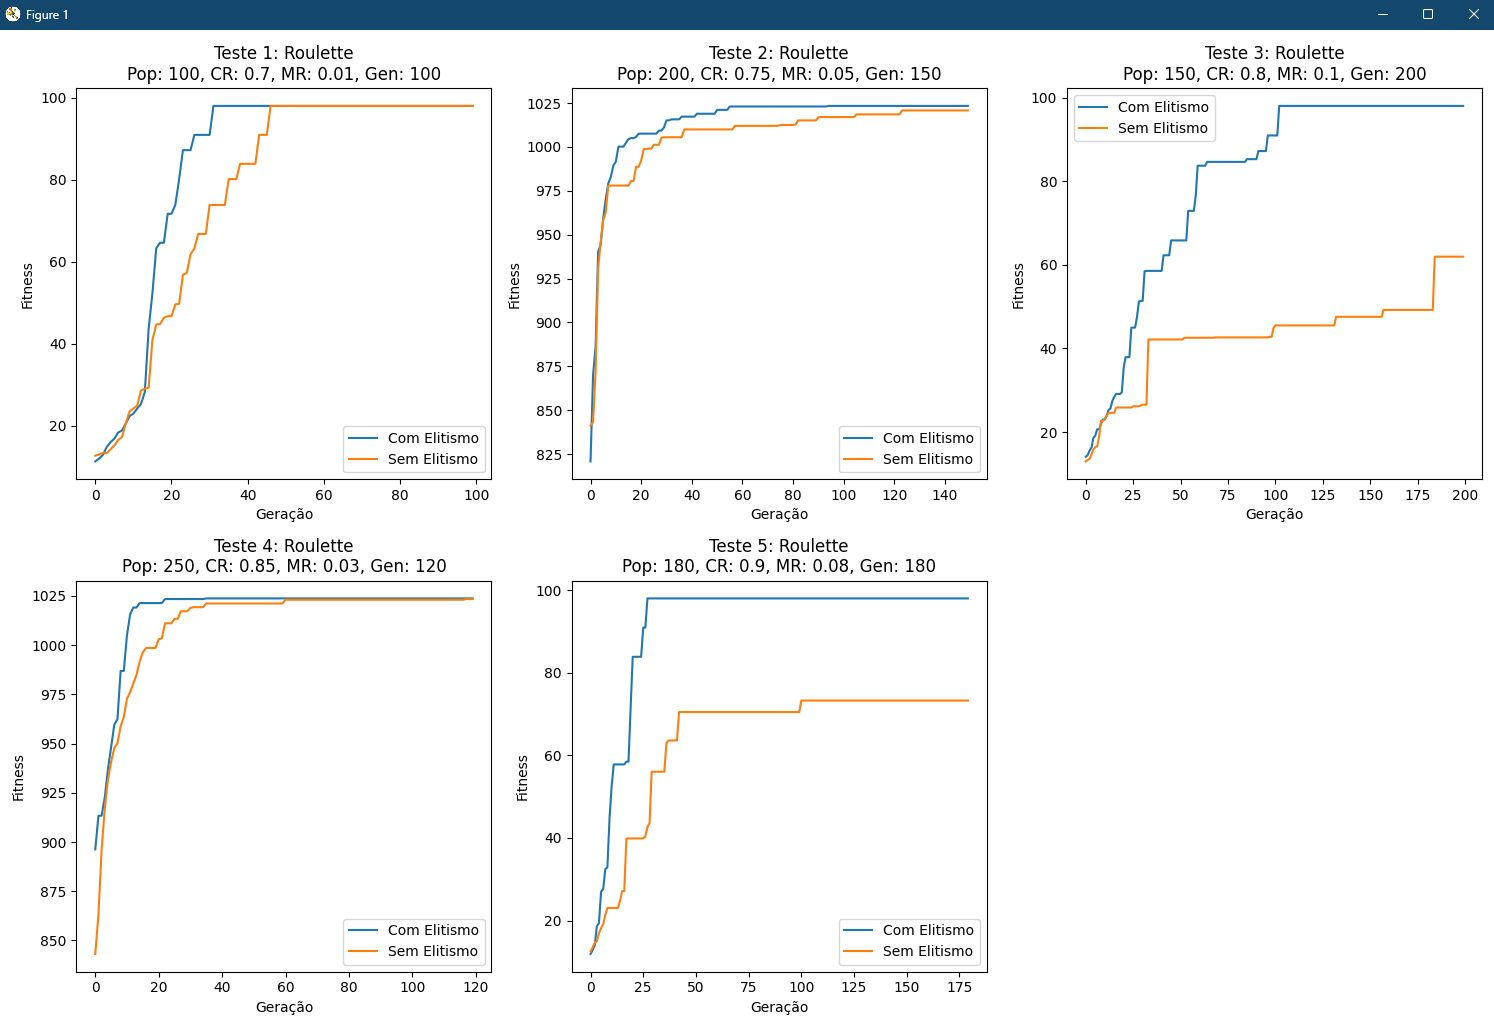 Figure 1
Teste 1: Roulette
Pop: 100, CR: 0.7, MR: 0.01, Gen: 100
100
80
60
40
20
Fitness
0
20
40
60
80
100
Geração
Com Elitismo
Sem Elitismo
Teste 2: Roulette
Pop: 200, CR: 0.75, MR: 0.05, Gen: 150
1025
1000
975
950
925
900
875
850
825
Fitness
0
20
40
60
80
100
120
140
Geração
Com Elitismo
Sem Elitismo
Teste 3: Roulette
Pop: 150, CR: 0.8, MR: 0.1, Gen: 200
Com Elitismo
Sem Elitismo
100
80
60
40
20
Fitness
0
25
50
75
100
125
150
175
200
Geração
Teste 4: Roulette
Pop: 250, CR: 0.85, MR: 0.03, Gen: 120
1025
1000
975
950
925
900
875
850
Fitness
0
20
40
60
80
100
120
Geração
Com Elitismo
Sem Elitismo
Teste 5: Roulette
Pop: 180, CR: 0.9, MR: 0.08, Gen: 180
100
80
60
40
20
Fitness
0
25
50
75
100
125
150
175
Geração
Com Elitismo
Sem Elitismo